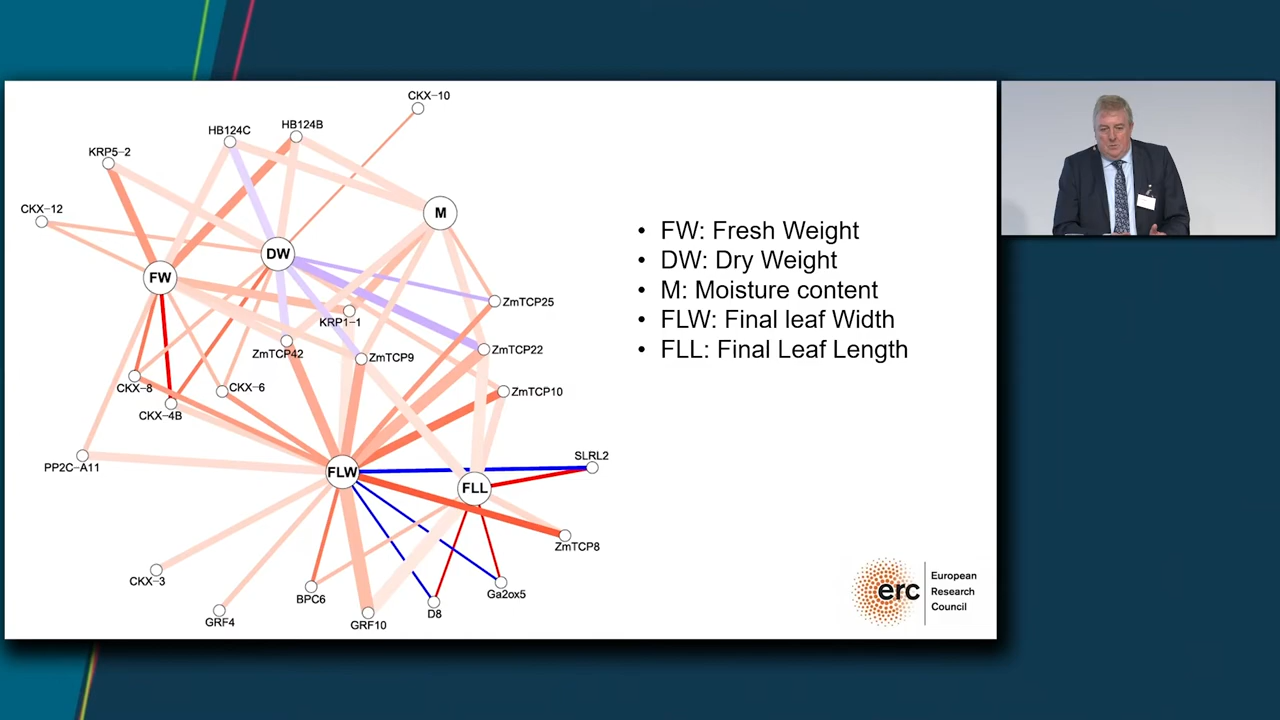 CKX−10
HB124C
HB124B
KRP5−2
CKX−12
M
DW
FW
KRP1−1
ZmTCP25
ZmTCP42
ZmTCP9
ZmTCP22
CKX−8
CKX−6
ZmTCP10
CKX−4B
PP2C−A11
FLW
FLL
SLRL2
ZmTCP8
CKX−3
BPC6
Ga2ox5
GRF4
GRF10
D8
• FW: Fresh Weight
• DW: Dry Weight
• M: Moisture content
• FLW: Final leaf Width
• FLL: Final Leaf Length
erc
European
Research
Council